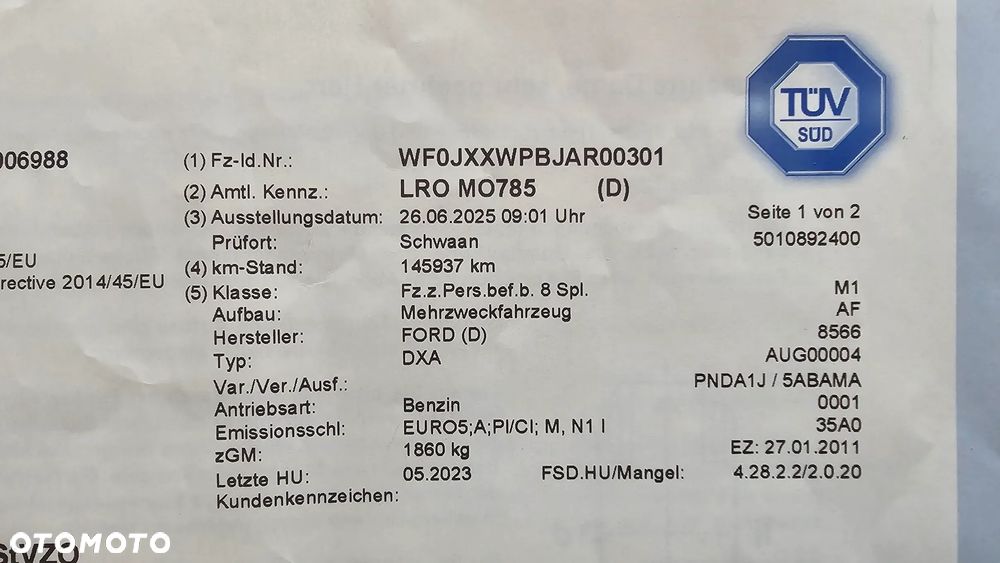 TÜV
SÜD
006988 (1) Fz-Id.Nr.: WF0JXXWPBJAR00301
(2) Amtl. Kennz.: LRO MO785 (D)
(3) Ausstellungsdatum: 26.06.2025 09:01 Uhr Seite 1 von 2
Prüfort: Schwaan 5010892400
5/EU (4) km-Stand: 145937 km
rective 2014/45/EU (5) Klasse: Fz.z.Pers.bef.b. 8 Spl. M1
Aufbau: Mehrzweckfahrzeug AF
Hersteller: FORD (D) 8566
Typ: DXA AUG00004
Var./Ver./Ausf.: PNDA1J / 5ABAMA
Antriebsart: Benzin 0001
Emissionsschl: EURO5;A;PI/CI; M, N1 I 35A0
zGM: 1860 kg EZ: 27.01.2011
Letzte HU: 05.2023 FSD.HU/Mangel: 4.28.2.2/2.0.20
Kundenkennzeichen:
OTOMOTO
StVZO